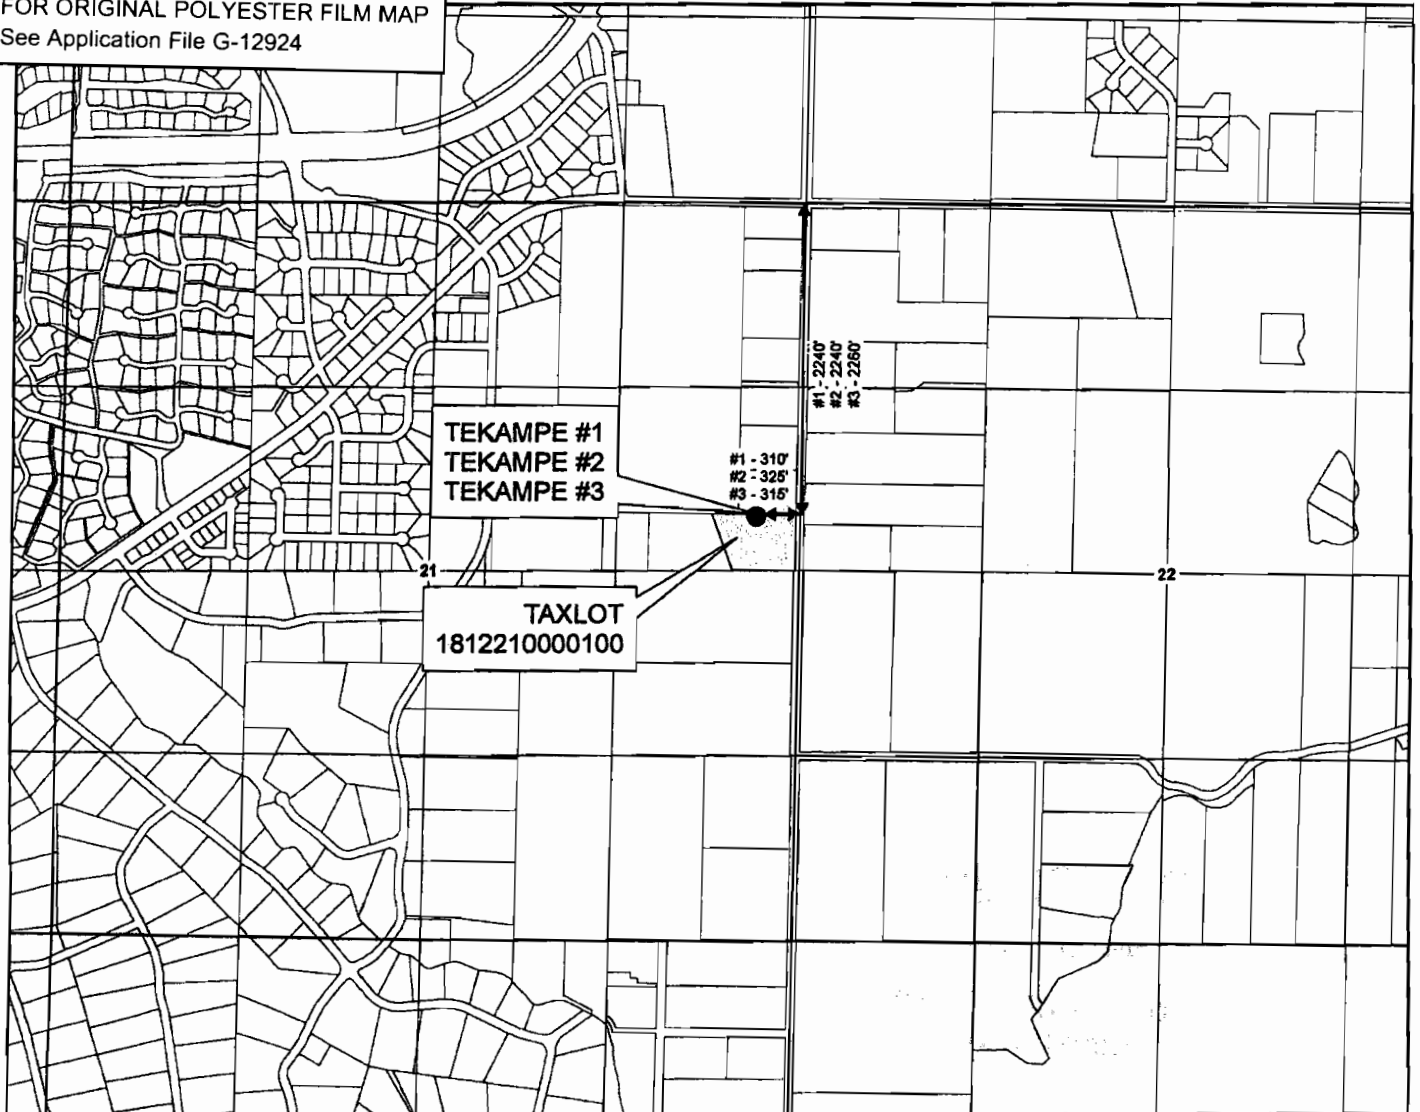 FOR ORIGINAL POLYESTER FILM MAP
See Application File G-12924
#1 - 2240'
#2 - 2240'
#3 - 2260'
TEKAMPE #1
TEKAMPE #2
TEKAMPE #3
#1 - 310'
#2 - 325'
#3 - 315'
21
22
TAXLOT
1812210000100